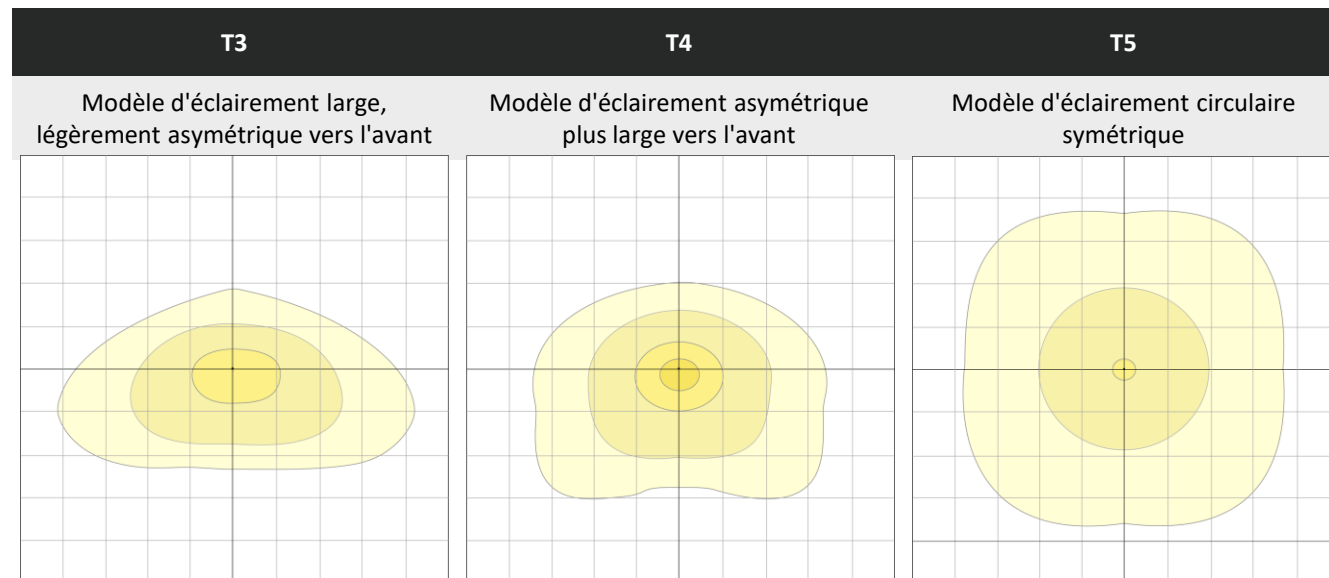 T3
T4
T5
Modèle d'éclairement large,
légèrement asymétrique vers l'avant
Modèle d'éclairement asymétrique
plus large vers l'avant
Modèle d'éclairement circulaire
symétrique